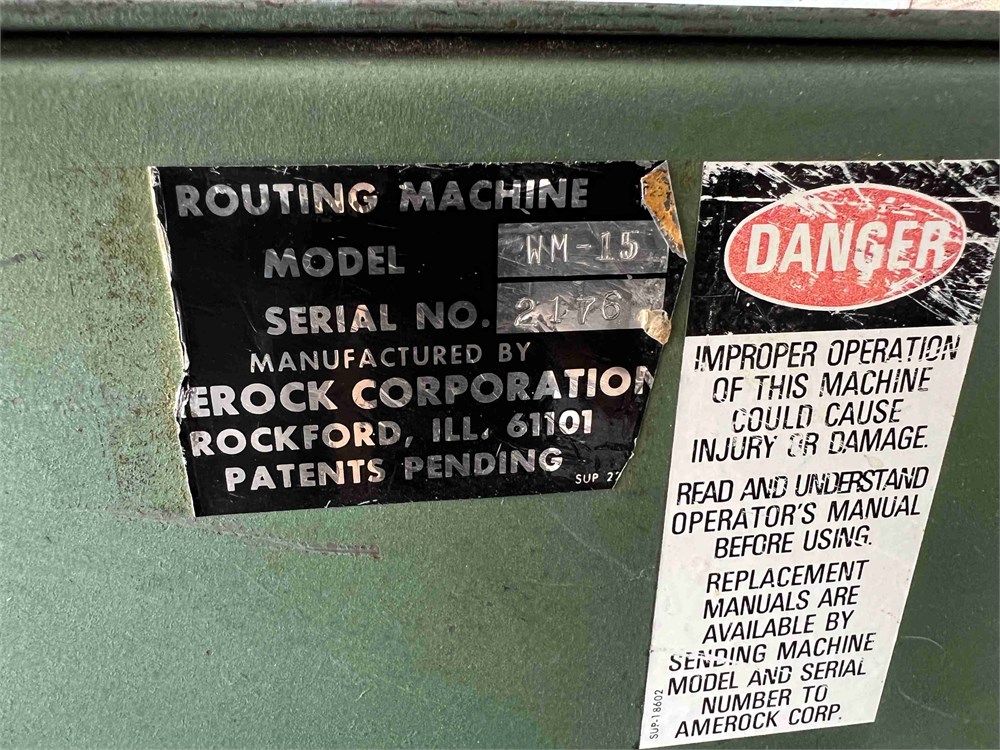 ROUTING MACHINE
MODEL WM-15
SERIAL NO. 2176
MANUFACTURED BY
EROCK CORPORATION
ROCKFORD, ILL. 61101
PATENTS PENDING
SUP 27
DANGER
IMPROPER OPERATION
OF THIS MACHINE
COULD CAUSE
INJURY OR DAMAGE.
READ AND UNDERSTAND
OPERATOR'S MANUAL
BEFORE USING.
REPLACEMENT
MANUALS ARE
AVAILABLE BY
SENDING MACHINE
MODEL AND SERIAL
NUMBER TO
AMEROCK CORP.
SUP-18602